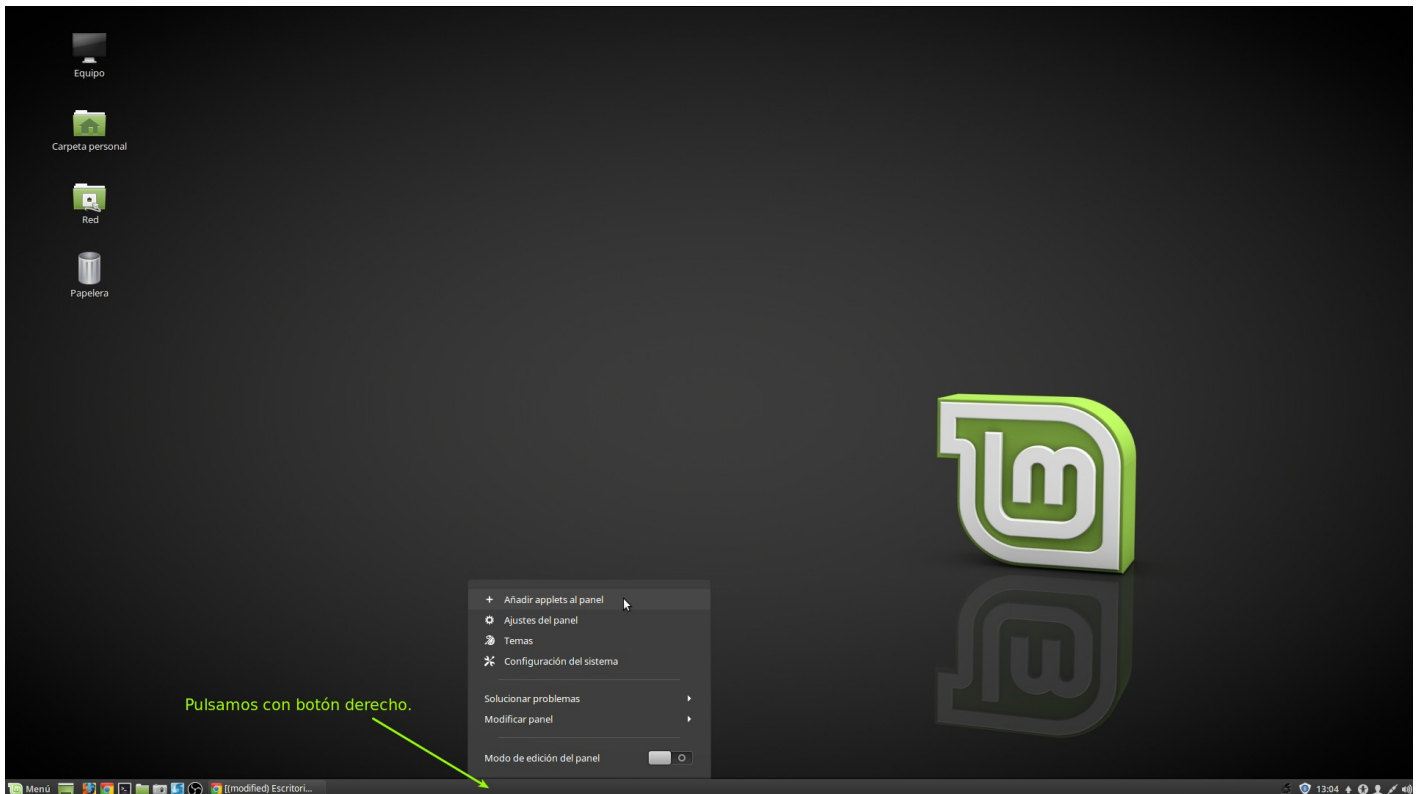 Equipo
Carpeta personal
Red
Papelera
+ Añadir applets al panel
Ajustes del panel
Temas
Configuración del sistema
Solucionar problemas
Modificar panel
Modo de edición del panel
Pulsamos con botón derecho.
Menú
[(modified) Escritori...
13:04